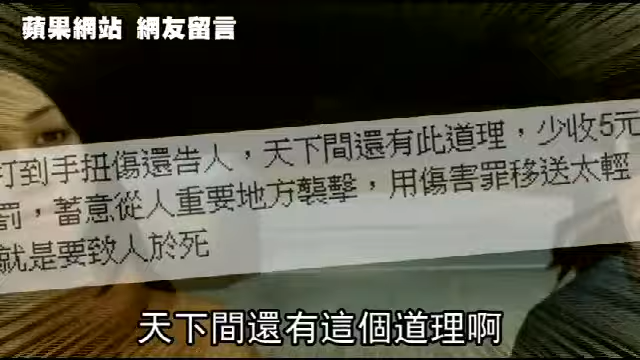 蘋果網站 網友留言
打到手扭傷還告人，天下間還有此道理，少收5元
罰，蓄意從人重要地方襲擊，用傷害罪移送太輕
就是要致人於死
天下間還有這個道理啊